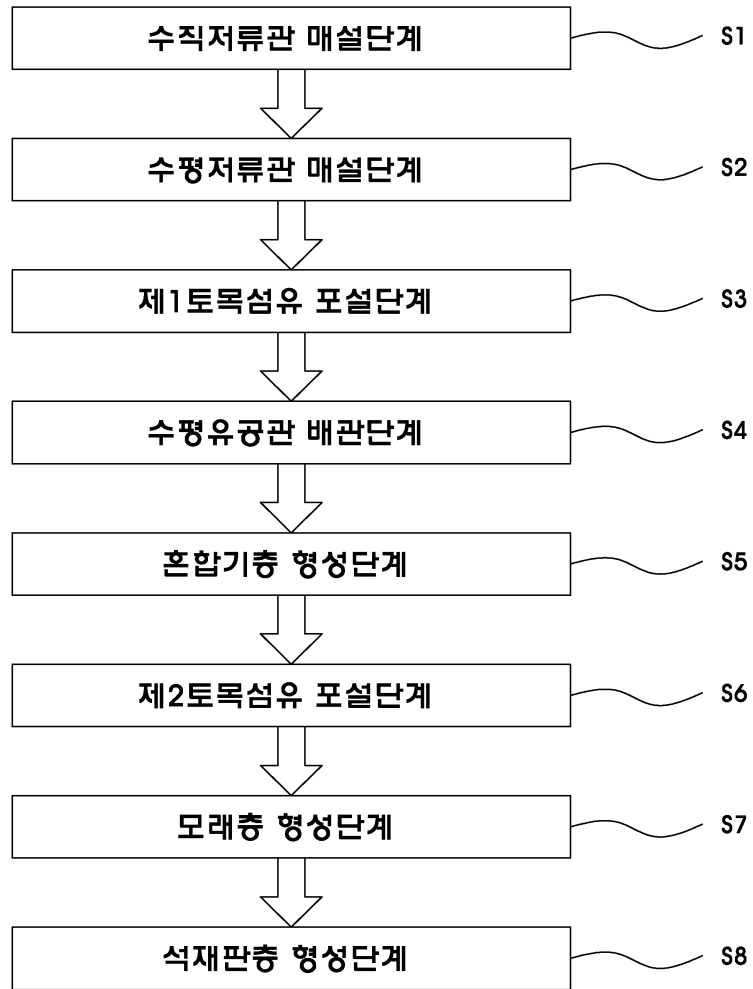 수직저류관 매설단계 S1
수평저류관 매설단계 S2
제1토목섬유 포설단계 S3
수평유공관 배관단계 S4
혼합기층 형성단계 S5
제2토목섬유 포설단계 S6
모래층 형성단계 S7
석재판층 형성단계 S8